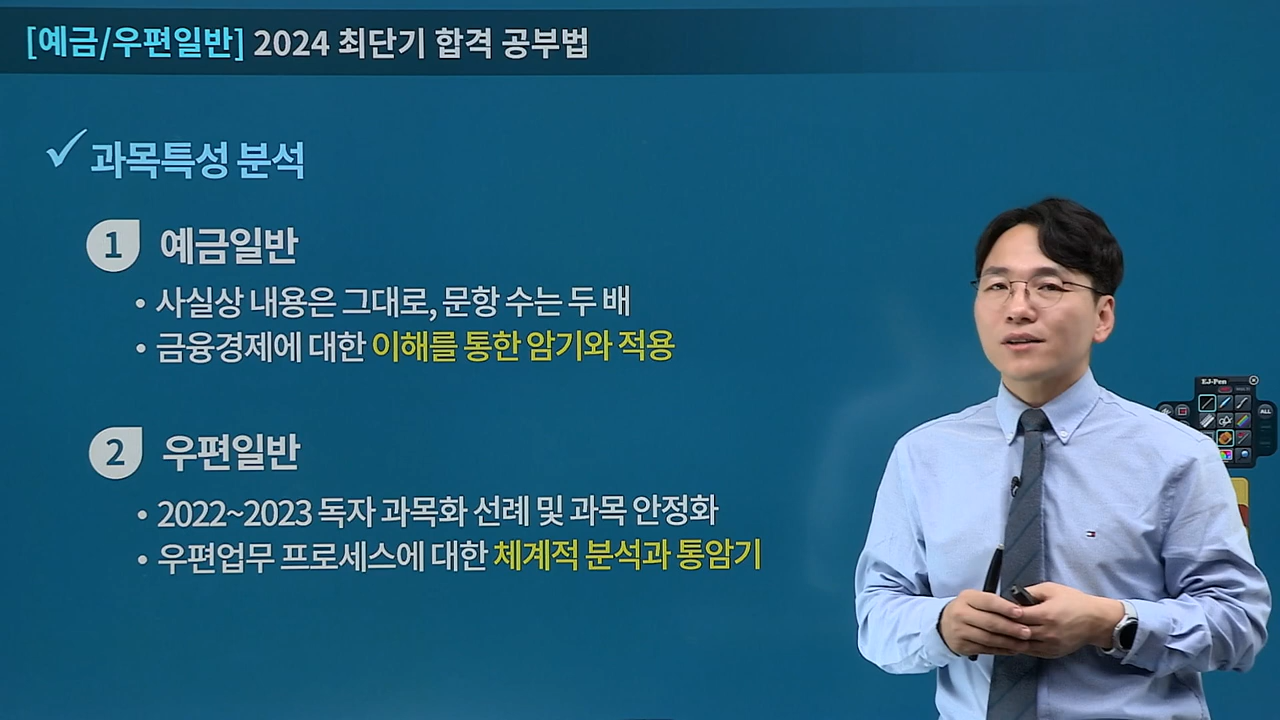 [예금/우편일반] 2024 최단기 합격 공부법
과목특성 분석
1 예금일반
• 사실상 내용은 그대로, 문항 수는 두 배
• 금융경제에 대한 이해를 통한 암기와 적용
2 우편일반
• 2022~2023 독자 과목화 선례 및 과목 안정화
• 우편업무 프로세스에 대한 체계적 분석과 통암기
EJ-Pen
ALL